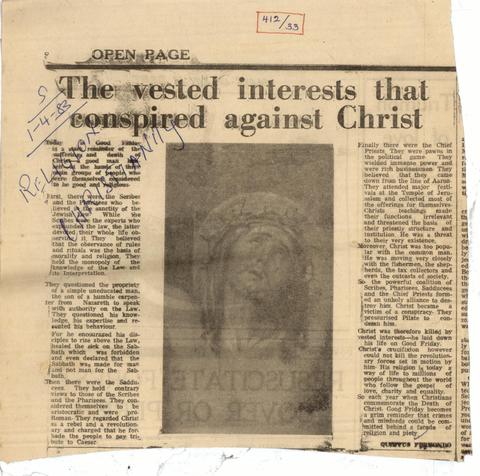 412/33
OPEN PAGE
The vested interests that
conspired against Christ
S
1-4-83
RELIGION
CHRISTIANITY
Today Good Friday
is a stark reminder of the
suffering and death of
Christ a good man
at the hands of
groups of people, who
were themselves considered
to be good and religious.
First, there were the Scribes
and the Pharisees who be-
lieved in the sanctity of the
Jewish Law. While the
were the experts who
expounded the law, the latter
their whole life ob-
serving it. They believed
that the observance of rules
and rituals was the basis of
morality and religion. They
held the monopoly of the
knowledge of the Law and
its interpretation.
They questioned the propriety
of a simple uneducated man,
the son of a humble carpen-
ter from Nazareth to speak
with authority on the Law.
They questioned his know-
ledge, his expertise and re-
sented his behaviour.
For he encouraged his dis-
ciples to rise above the Law,
healed the sick on the Sab-
bath which was forbidden
and even declared that the
Sabbath was made for man
and not man for the Sab-
bath.
Then there were the Saddu-
cees. They held contrary
views to those of the Scribes
and the Pharisees. They con-
sidered themselves to be
aristocratic and were pro-
Roman. They regarded Christ
as a rebel and a revolution-
ary and charged that he for-
bade the people to pay tri-
bute to Caesar.
Finally there were the Chief
Priests. They were pawns in
the political game. They
wielded immense power and
were rich businessmen. They
believed that they came
down from the line of Aaron.
They attended major festi-
vals at the Temple of Jeru-
salem and collected most of
the offerings for themselves.
Christs teachings made
their functions irrelevant
and threatened the basis of
their priestly structure and
institution. He was a threat
to their very existence.
Moreover, Christ was too popu-
lar with the common man.
He was moving closely with
the fishermen, the shep-
herds, the tax collectors and
even the outcasts of society.
So the powerful coalition of
Scribes, Pharisees, Sadducees
and the Chief Priests form-
ed an unholy alliance to des-
troy him. Christ became a
victim of a conspiracy. They
pressurised Pilate to con-
demn him.
Christ was therefore killed by
vested interests—he laid down
his life on Good Friday.
Christ's crucifixion however
could not kill the revolution-
ary forces set in motion by
him. His religion is today a
way of life to millions of
people throughout the world
who follow the gospel of
love, charity and equality.
So each year when Christians
commemorate the Death of
Christ. Good Friday becomes
a grim reminder that crimes
and misdeeds could be com-
mitted behind a facade of
religion and piety.
QUINTUS FERNANDO